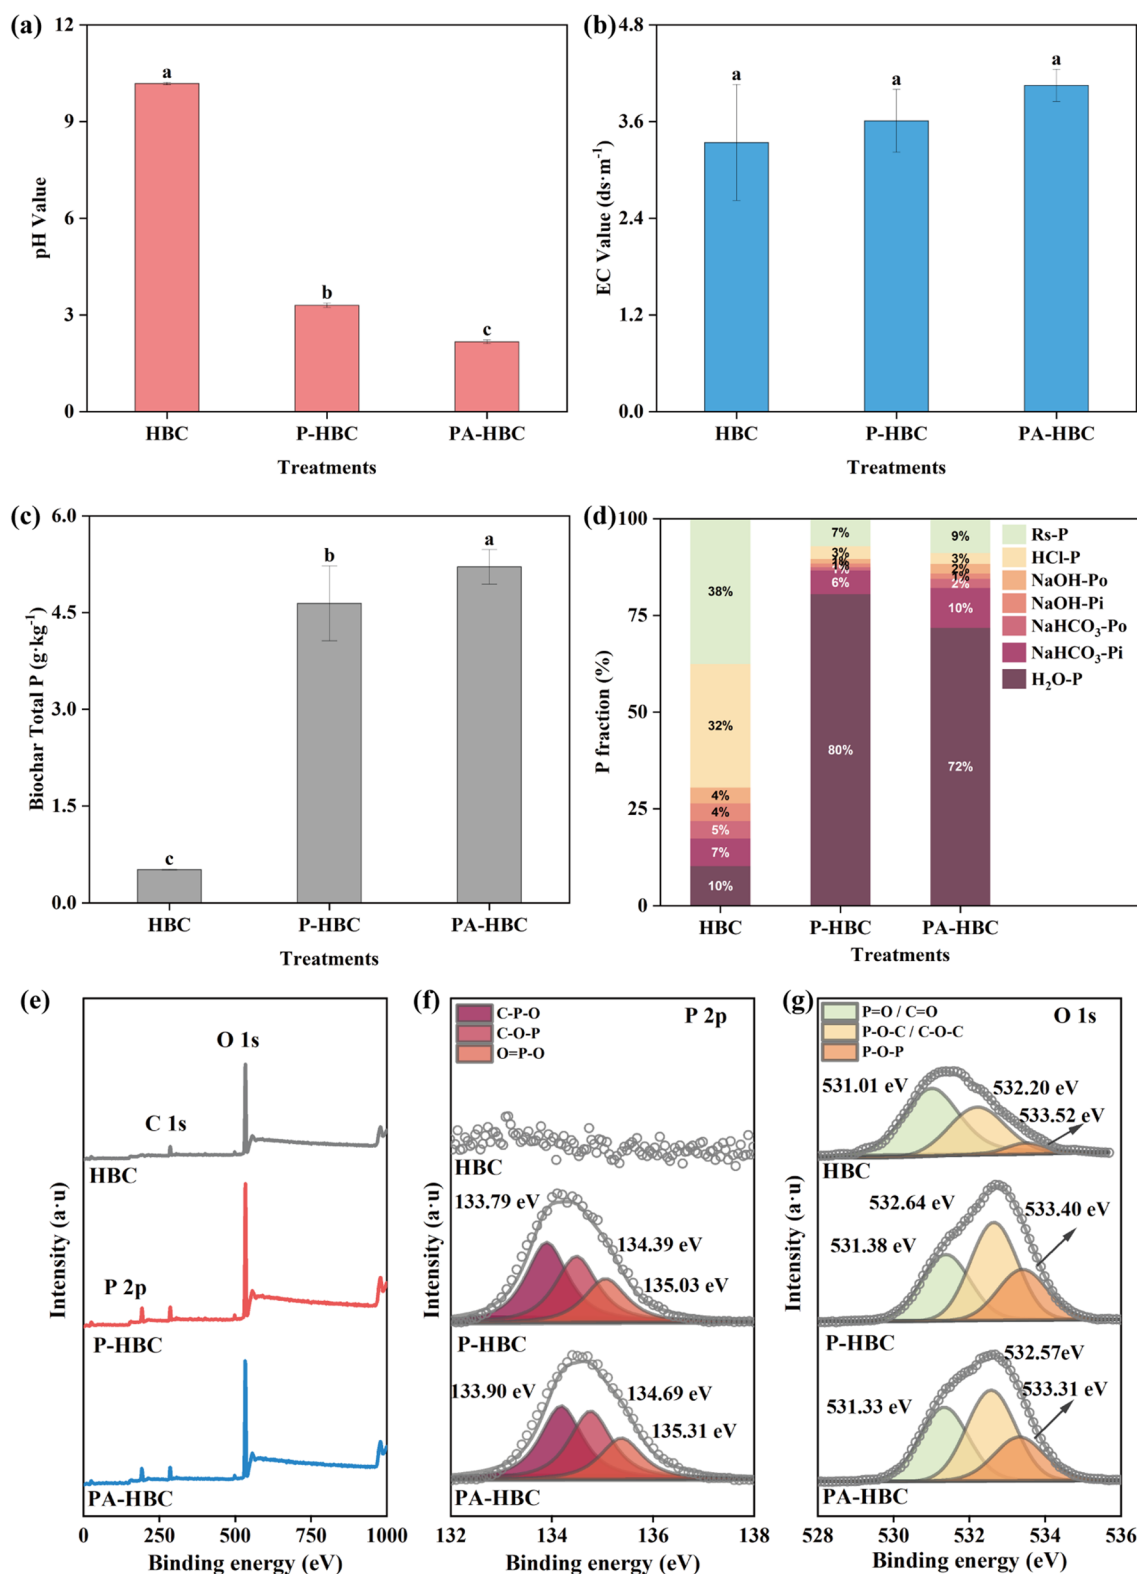 (a)
12
9
6
3
0
pH Value
a
b
c
HBC
P-HBC
PA-HBC
Treatments
(b)
4.8
3.6
2.4
1.2
0.0
EC Value (ds·m⁻¹)
a
a
a
HBC
P-HBC
PA-HBC
Treatments
(c)
6.0
4.5
3.0
1.5
0.0
Biochar Total P (g·kg⁻¹)
c
b
a
HBC
P-HBC
PA-HBC
Treatments
(d)
100
75
50
25
0
P fraction (%)
38%
32%
4%
4%
5%
7%
10%
7%
3%
1%
1%
1%
6%
80%
9%
3%
2%
1%
2%
10%
72%
Rs-P
HCl-P
NaOH-Po
NaOH-Pi
NaHCO₃-Po
NaHCO₃-Pi
H₂O-P
HBC
P-HBC
PA-HBC
Treatments
(e)
Intensity (a·u)
O 1s
C 1s
HBC
P 2p
P-HBC
PA-HBC
0
250
500
750
1000
Binding energy (eV)
(f)
Intensity (a·u)
C-P-O
C-O-P
O=P-O
P 2p
HBC
133.79 eV
134.39 eV
135.03 eV
P-HBC
133.90 eV
134.69 eV
135.31 eV
PA-HBC
132
134
136
138
Binding energy (eV)
(g)
Intensity (a·u)
P=O / C=O
P-O-C / C-O-C
P-O-P
O 1s
531.01 eV
532.20 eV
533.52 eV
HBC
532.64 eV
533.40 eV
531.38 eV
P-HBC
532.57eV
533.31 eV
531.33 eV
PA-HBC
528
530
532
534
536
Binding energy (eV)